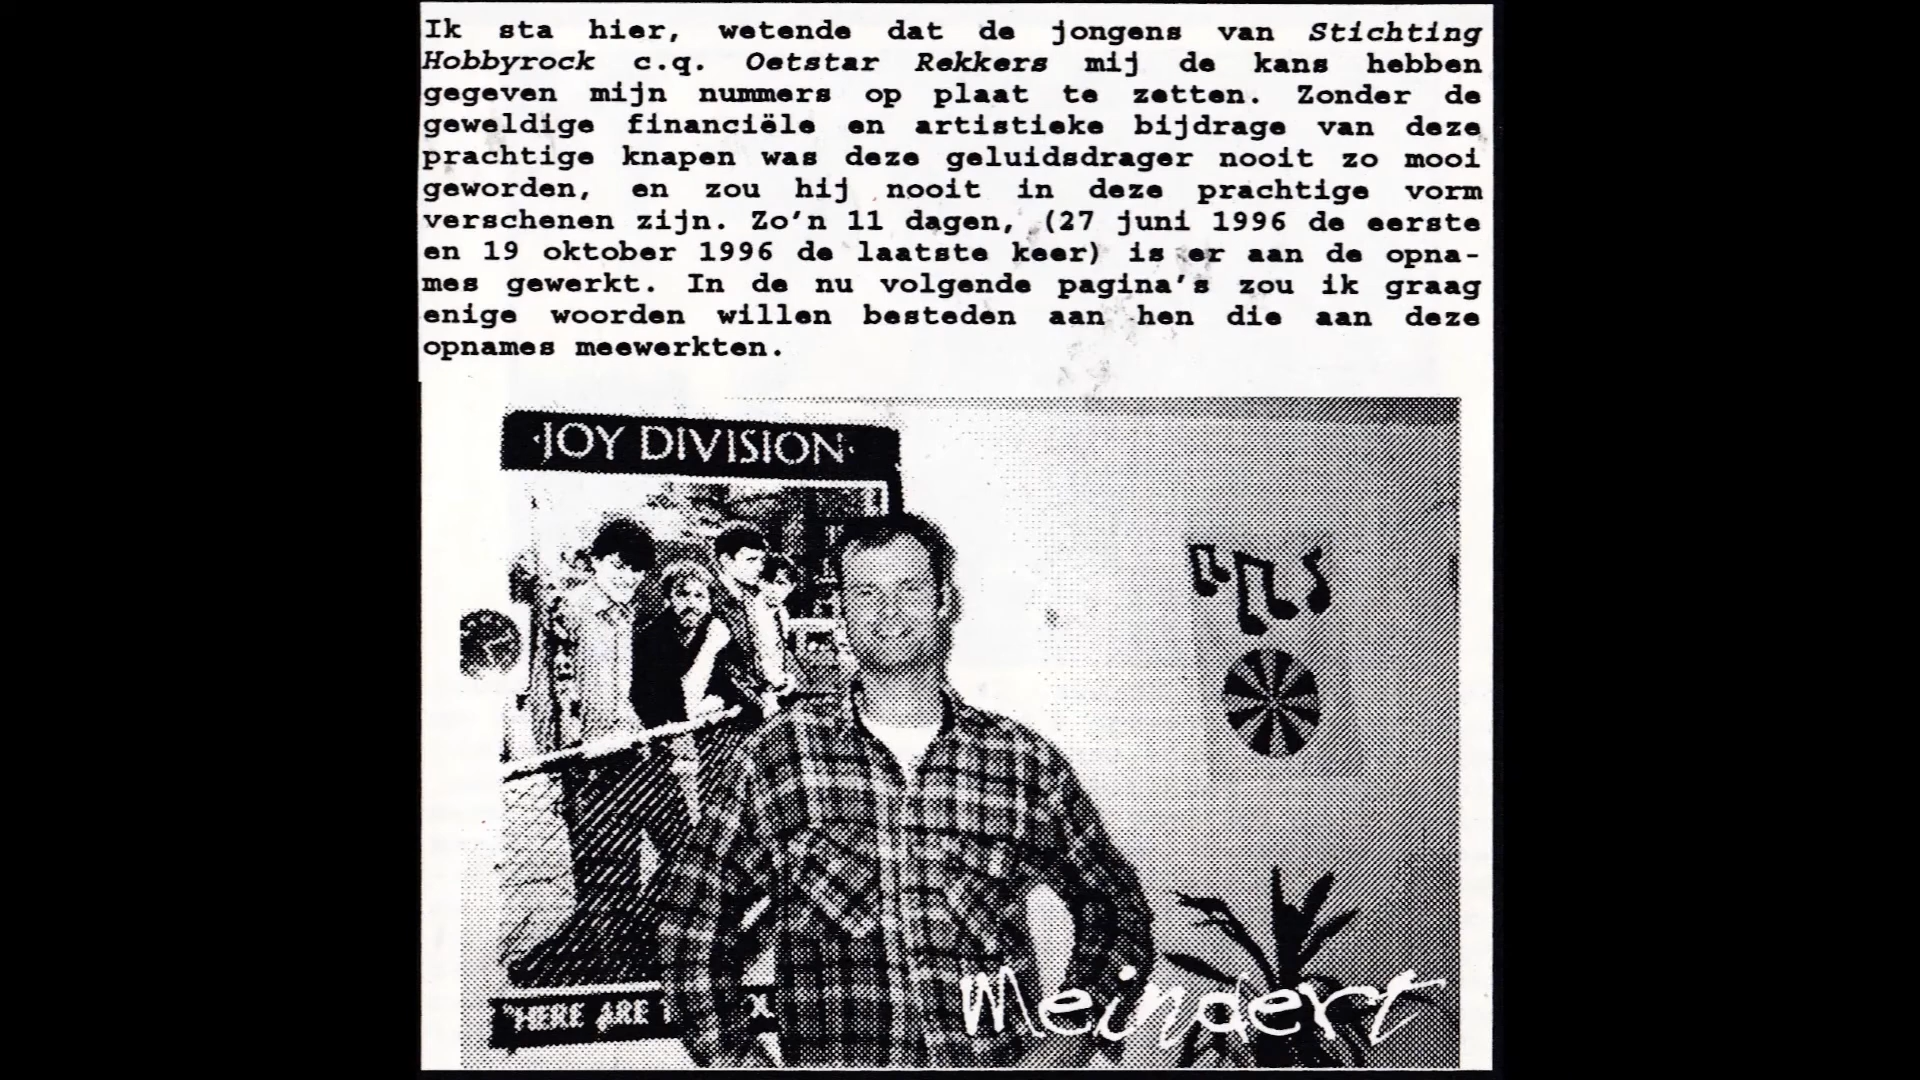 Ik sta hier, wetende dat de jongens van Stichting
Hobbyrock c.q. Oetstar Rekkers mij de kans hebben
gegeven mijn nummers op plaat te zetten. Zonder de
geweldige financiële en artistieke bijdrage van deze
prachtige knapen was deze geluidsdrager nooit zo mooi
geworden, en zou hij nooit in deze prachtige vorm
verschenen zijn. Zo'n 11 dagen, (27 juni 1996 de eerste
en 19 oktober 1996 de laatste keer) is er aan de opna-
mes gewerkt. In de nu volgende pagina's zou ik graag
enige woorden willen besteden aan hen die aan deze
opnames meewerkten.
·JOY DIVISION·
"HERE ARE
Meindert